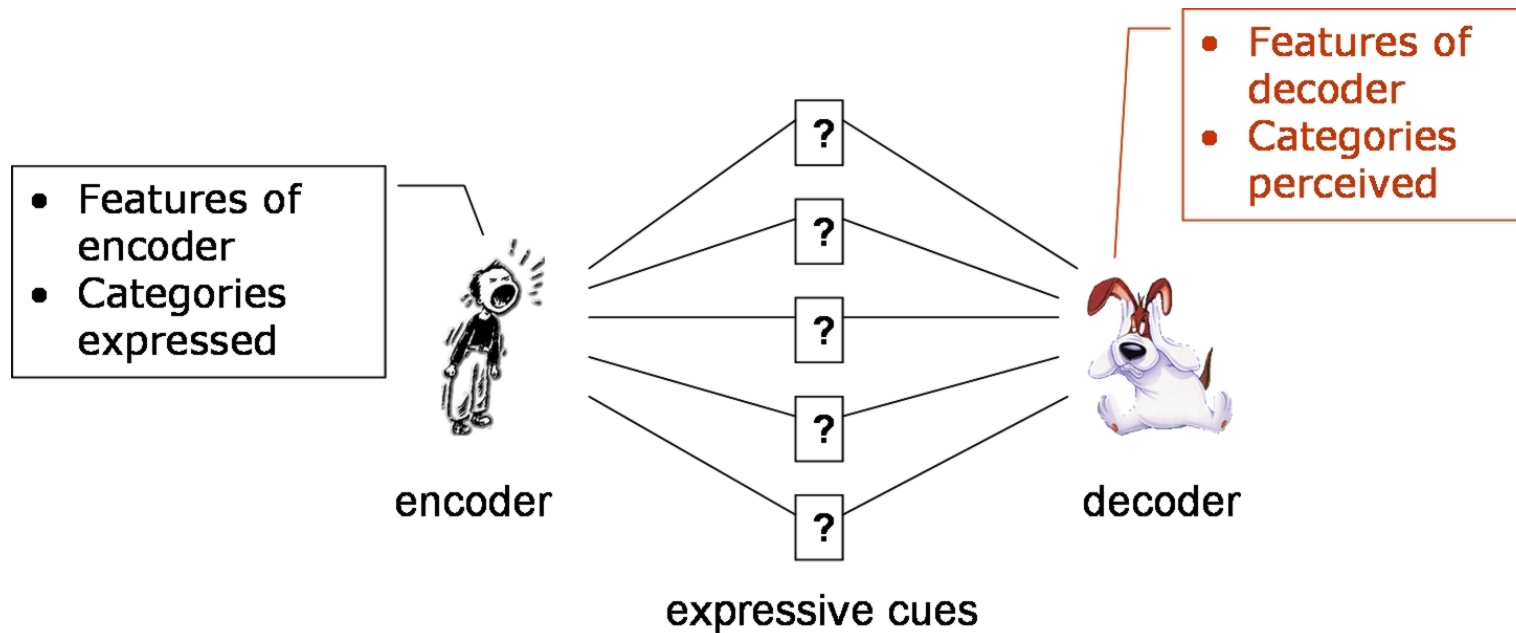 • Features of
encoder
• Categories
expressed
encoder
?
?
?
?
?
expressive cues
• Features of
decoder
• Categories
perceived
decoder